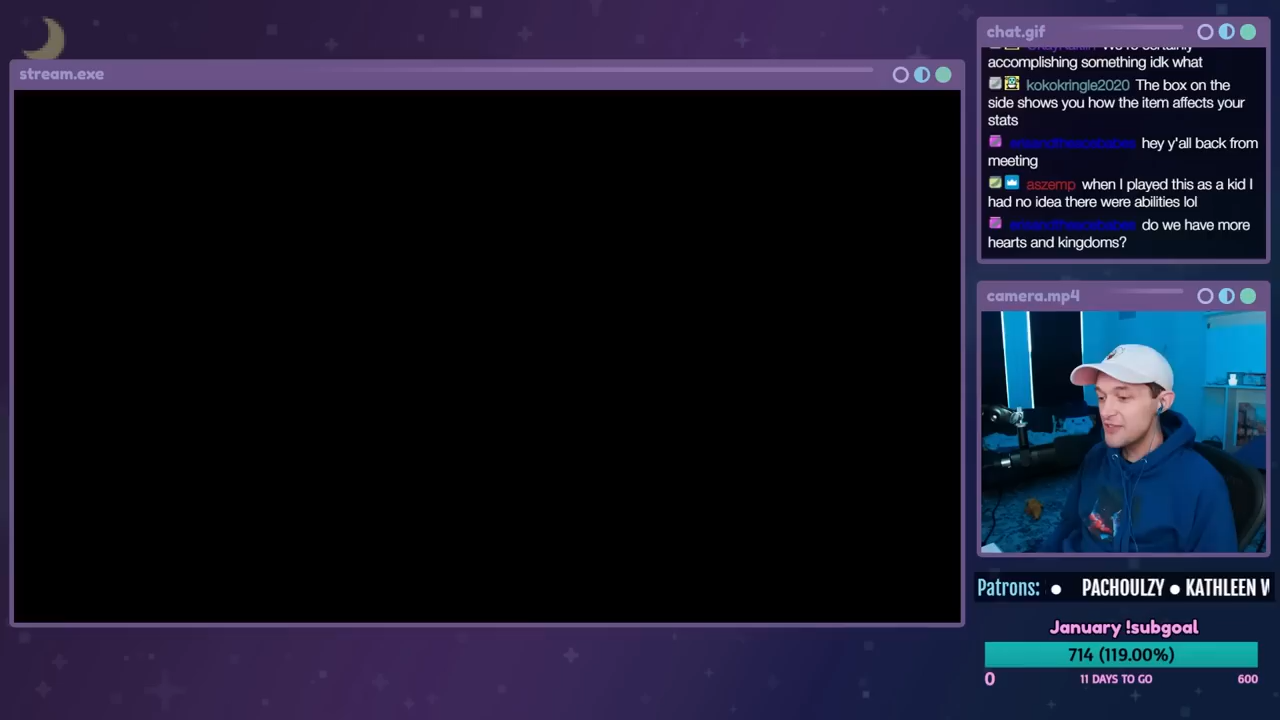 stream.exe
chat.gif
accomplishing something idk what
kokokringle2020 The box on the
side shows you how the item affects your
stats
hey y'all back from
meeting
aszemp when I played this as a kid I
had no idea there were abilities lol
do we have more
hearts and kingdoms?
camera.mp4
Patrons: ● PACHOULZY ● KATHLEEN
January !subgoal
714 (119.00%)
0 11 DAYS TO GO 600